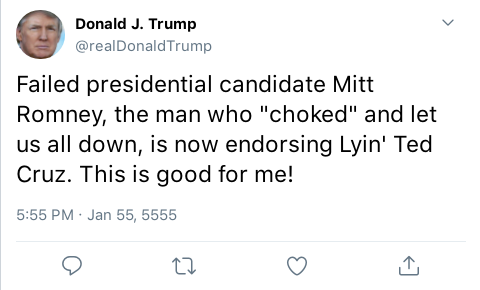 Donald J. Trump
@realDonaldTrump
Failed presidential candidate Mitt
Romney, the man who "choked" and let
us all down, is now endorsing Lyin' Ted
Cruz. This is good for me!
5:55 PM · Jan 55, 5555